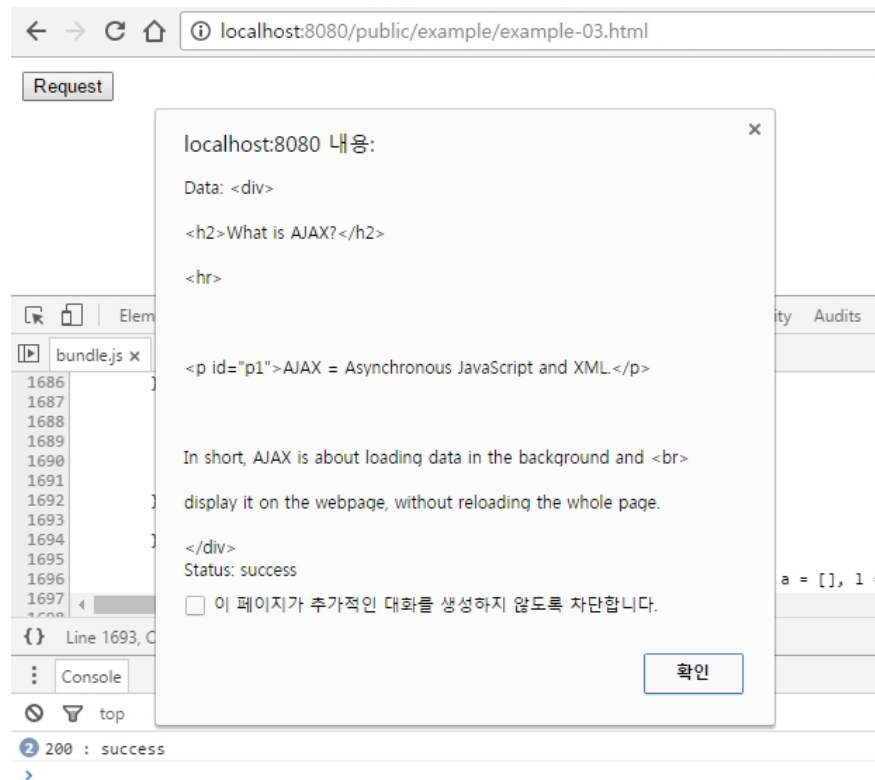 localhost:8080/public/example/example-03.html
Request
localhost:8080 내용:
Data: <div>
<h2>What is AJAX?</h2>
<hr>
<p id="p1">AJAX = Asynchronous JavaScript and XML.</p>
In short, AJAX is about loading data in the background and <br>
display it on the webpage, without reloading the whole page.
</div>
Status: success
이 페이지가 추가적인 대화를 생성하지 않도록 차단합니다.
확인
Elem
ity Audits
bundle.js ×
1686 }
1687
1688
1689
1690
1691
1692 }
1693
1694 }
1695
1696 a = [], l =
1697
{} Line 1693, C
Console
top
2 200 : success
>